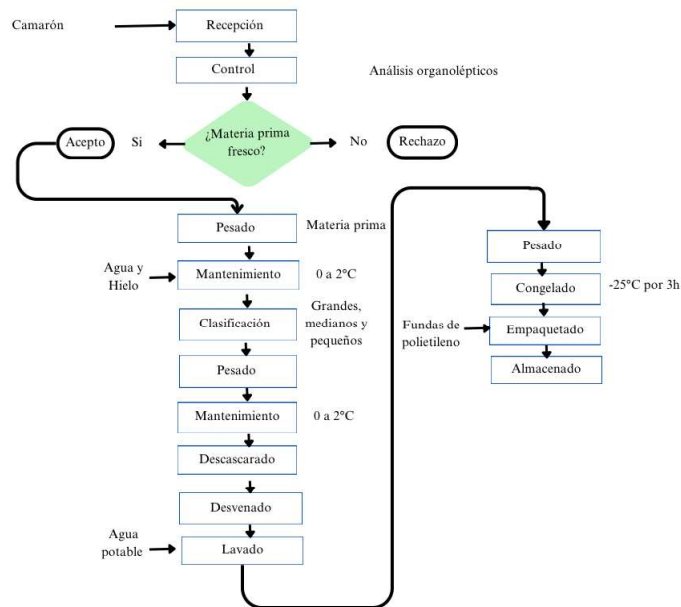 Camarón
Recepción
Control
Análisis organolépticos
¿Materia prima
fresco?
Si
Acepto
No
Rechazo
Pesado
Materia prima
Agua y
Hielo
Mantenimiento
0 a 2°C
Clasificación
Grandes,
medianos y
pequeños
Pesado
Mantenimiento
0 a 2°C
Descascarado
Desvenado
Agua
potable
Lavado
Pesado
Congelado
-25°C por 3h
Fundas de
polietileno
Empaquetado
Almacenado